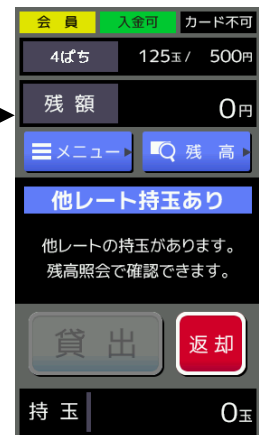 会員 入金可 カード不可
4ぱち 125玉/ 500円
残額 0円
メニュー 残高
他レート持玉あり
他レートの持玉があります。
残高照会で確認できます。
貸出 返却
持玉 0玉